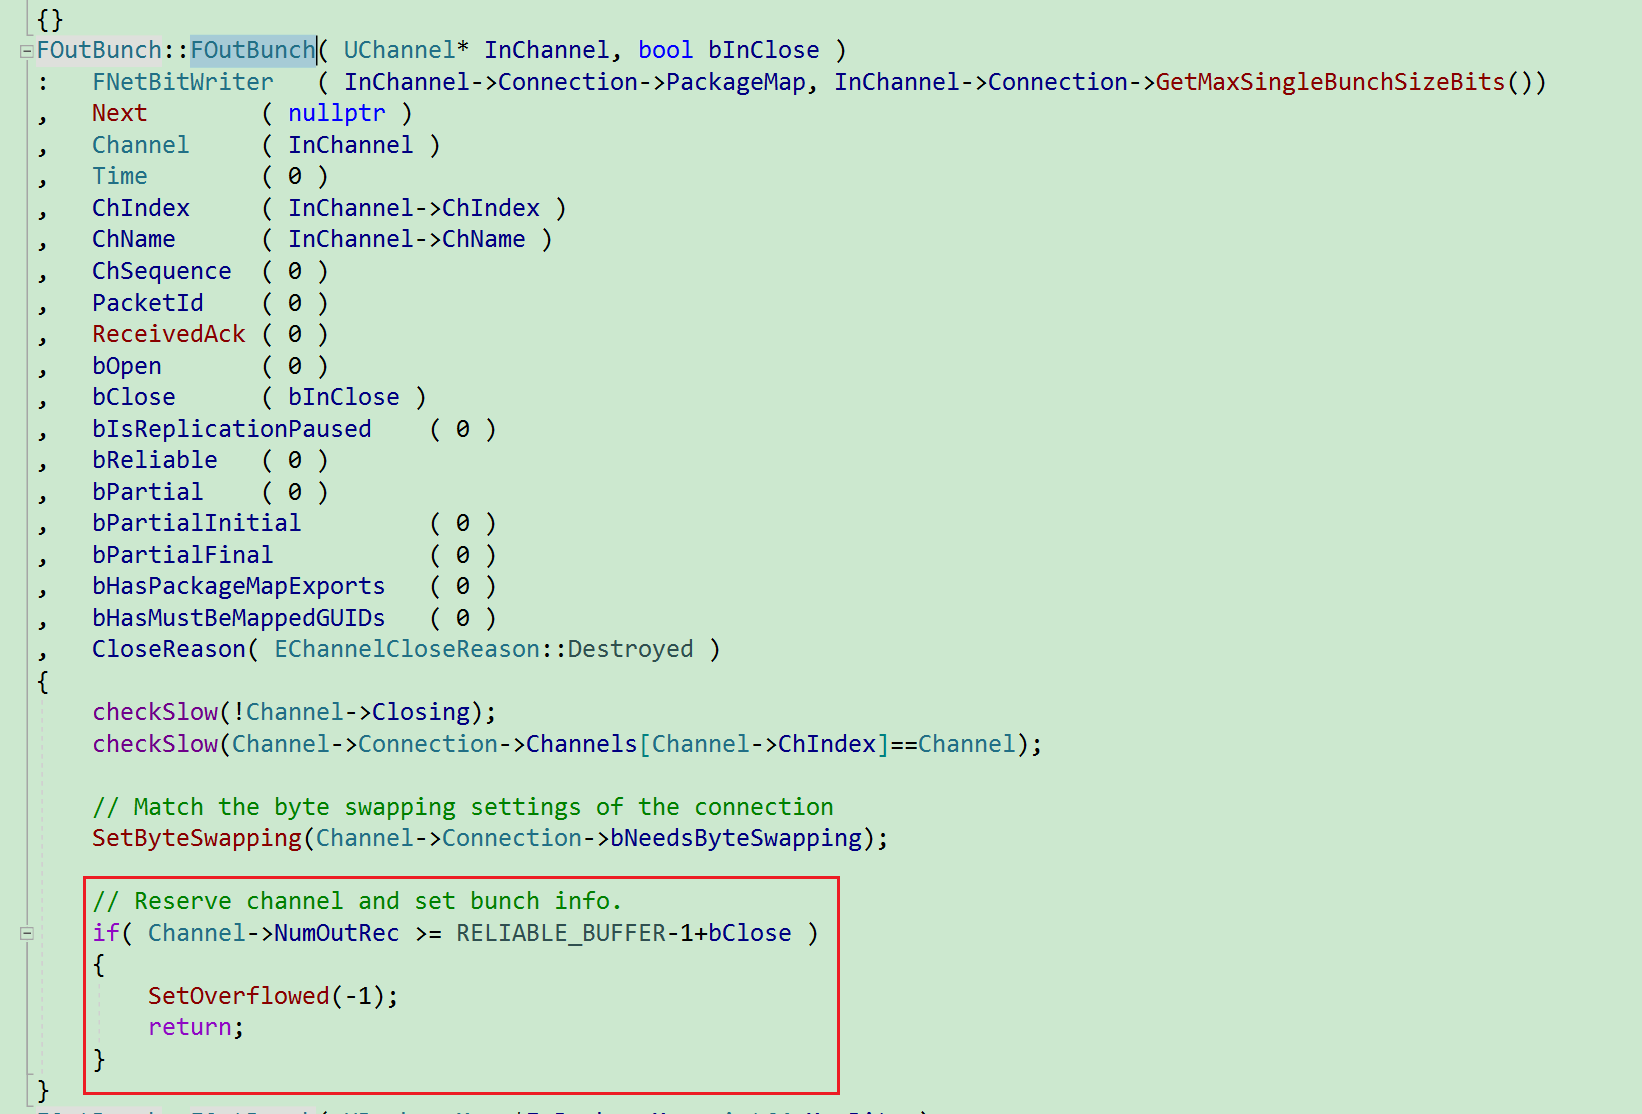 {}
FOutBunch::FOutBunch( UChannel* InChannel, bool bInClose )
:   FNetBitWriter   ( InChannel->Connection->PackageMap, InChannel->Connection->GetMaxSingleBunchSizeBits())
,   Next        ( nullptr )
,   Channel     ( InChannel )
,   Time        ( 0 )
,   ChIndex     ( InChannel->ChIndex )
,   ChName      ( InChannel->ChName )
,   ChSequence  ( 0 )
,   PacketId    ( 0 )
,   ReceivedAck ( 0 )
,   bOpen       ( 0 )
,   bClose      ( bInClose )
,   bIsReplicationPaused    ( 0 )
,   bReliable   ( 0 )
,   bPartial    ( 0 )
,   bPartialInitial         ( 0 )
,   bPartialFinal           ( 0 )
,   bHasPackageMapExports   ( 0 )
,   bHasMustBeMappedGUIDs   ( 0 )
,   CloseReason( EChannelCloseReason::Destroyed )
{
    checkSlow(!Channel->Closing);
    checkSlow(Channel->Connection->Channels[Channel->ChIndex]==Channel);
    // Match the byte swapping settings of the connection
    SetByteSwapping(Channel->Connection->bNeedsByteSwapping);
    // Reserve channel and set bunch info.
    if( Channel->NumOutRec >= RELIABLE_BUFFER-1+bClose )
    {
        SetOverflowed(-1);
        return;
    }
}